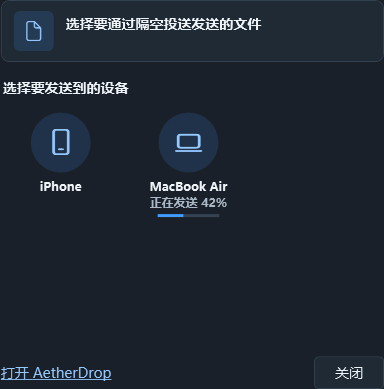 选择要通过隔空投送发送的文件
选择要发送到的设备
iPhone
MacBook Air
正在发送 42%
打开 AetherDrop
关闭